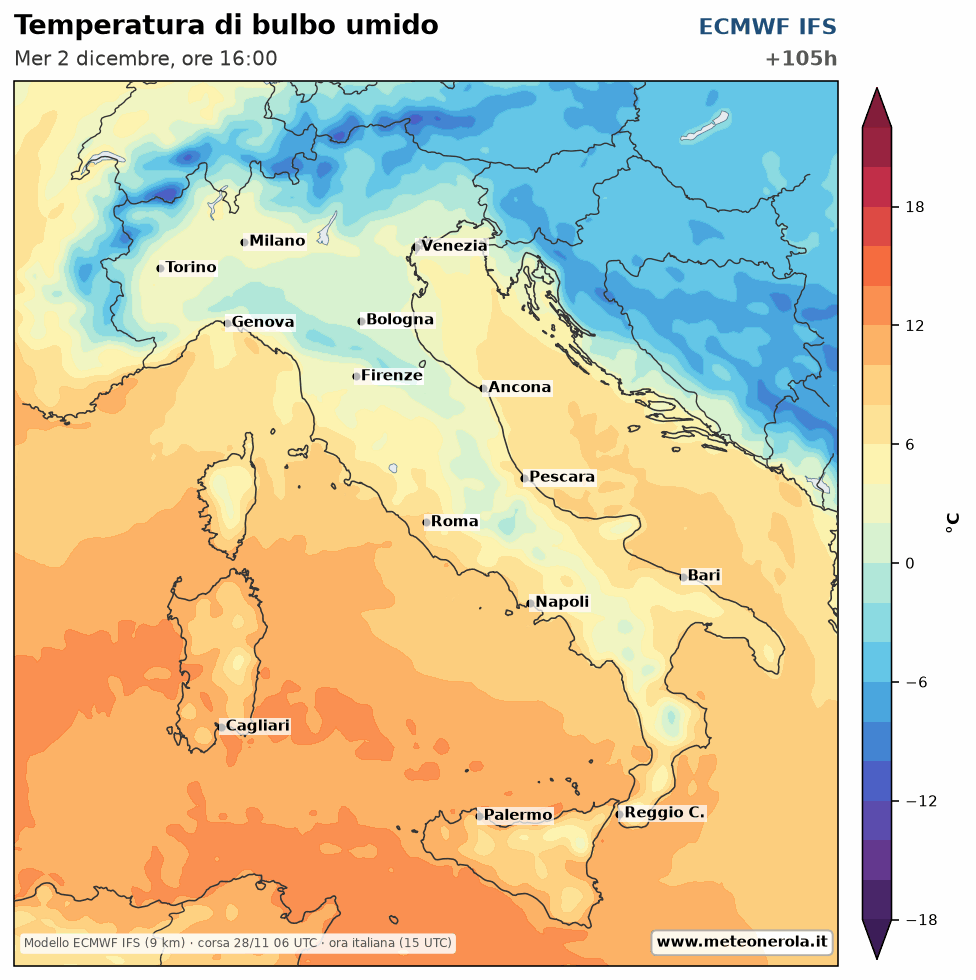 Temperatura di bulbo umido
ECMWF IFS
Mer 2 dicembre, ore 16:00
+105h
Milano
Venezia
Torino
Genova
Bologna
Firenze
Ancona
Pescara
Roma
Bari
Napoli
Cagliari
Palermo
Reggio C.
18
12
6
0
−6
−12
−18
°C
Modello ECMWF IFS (9 km) · corsa 28/11 06 UTC · ora italiana (15 UTC)
www.meteonerola.it